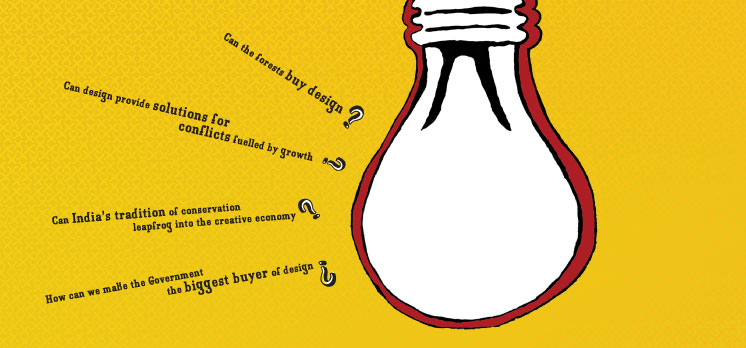 Can the forests buy design?
Can design provide solutions for
conflicts fuelled by growth?
Can India's tradition of conservation
leapfrog into the creative economy?
How can we make the Government
the biggest buyer of design?